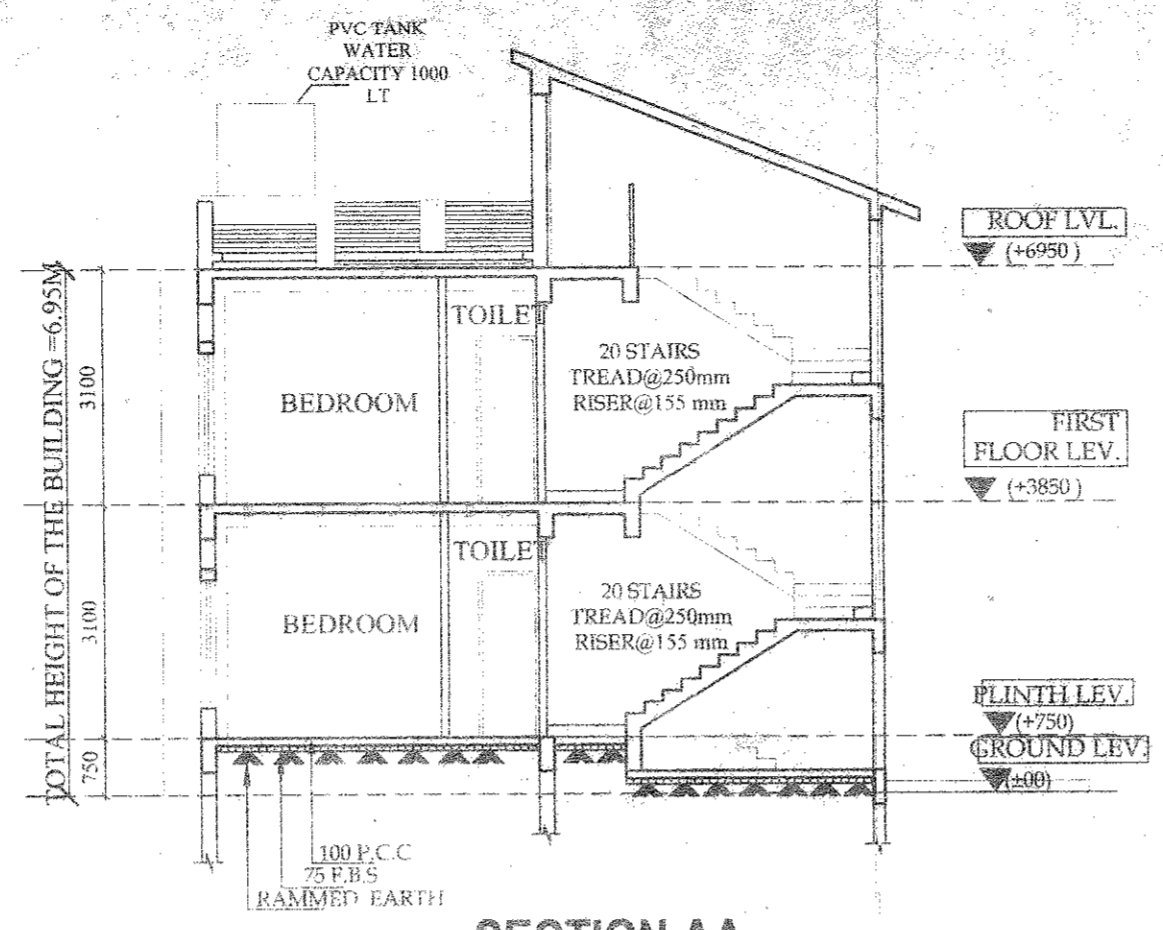 PVC TANK
WATER
CAPACITY 1000
LT
ROOF LVL.
(+6950 )
TOTAL HEIGHT OF THE BUILDING =6.95M
3100
TOILET
BEDROOM
20 STAIRS
TREAD@250mm
RISER@155 mm
FIRST
FLOOR LEV.
(+3850 )
3100
TOILET
BEDROOM
20 STAIRS
TREAD@250mm
RISER@155 mm
PLINTH LEV.
(+750)
GROUND LEV.
(±00)
750
100 P.C.C
75 F.B.S
RAMMED EARTH
SECTION AA